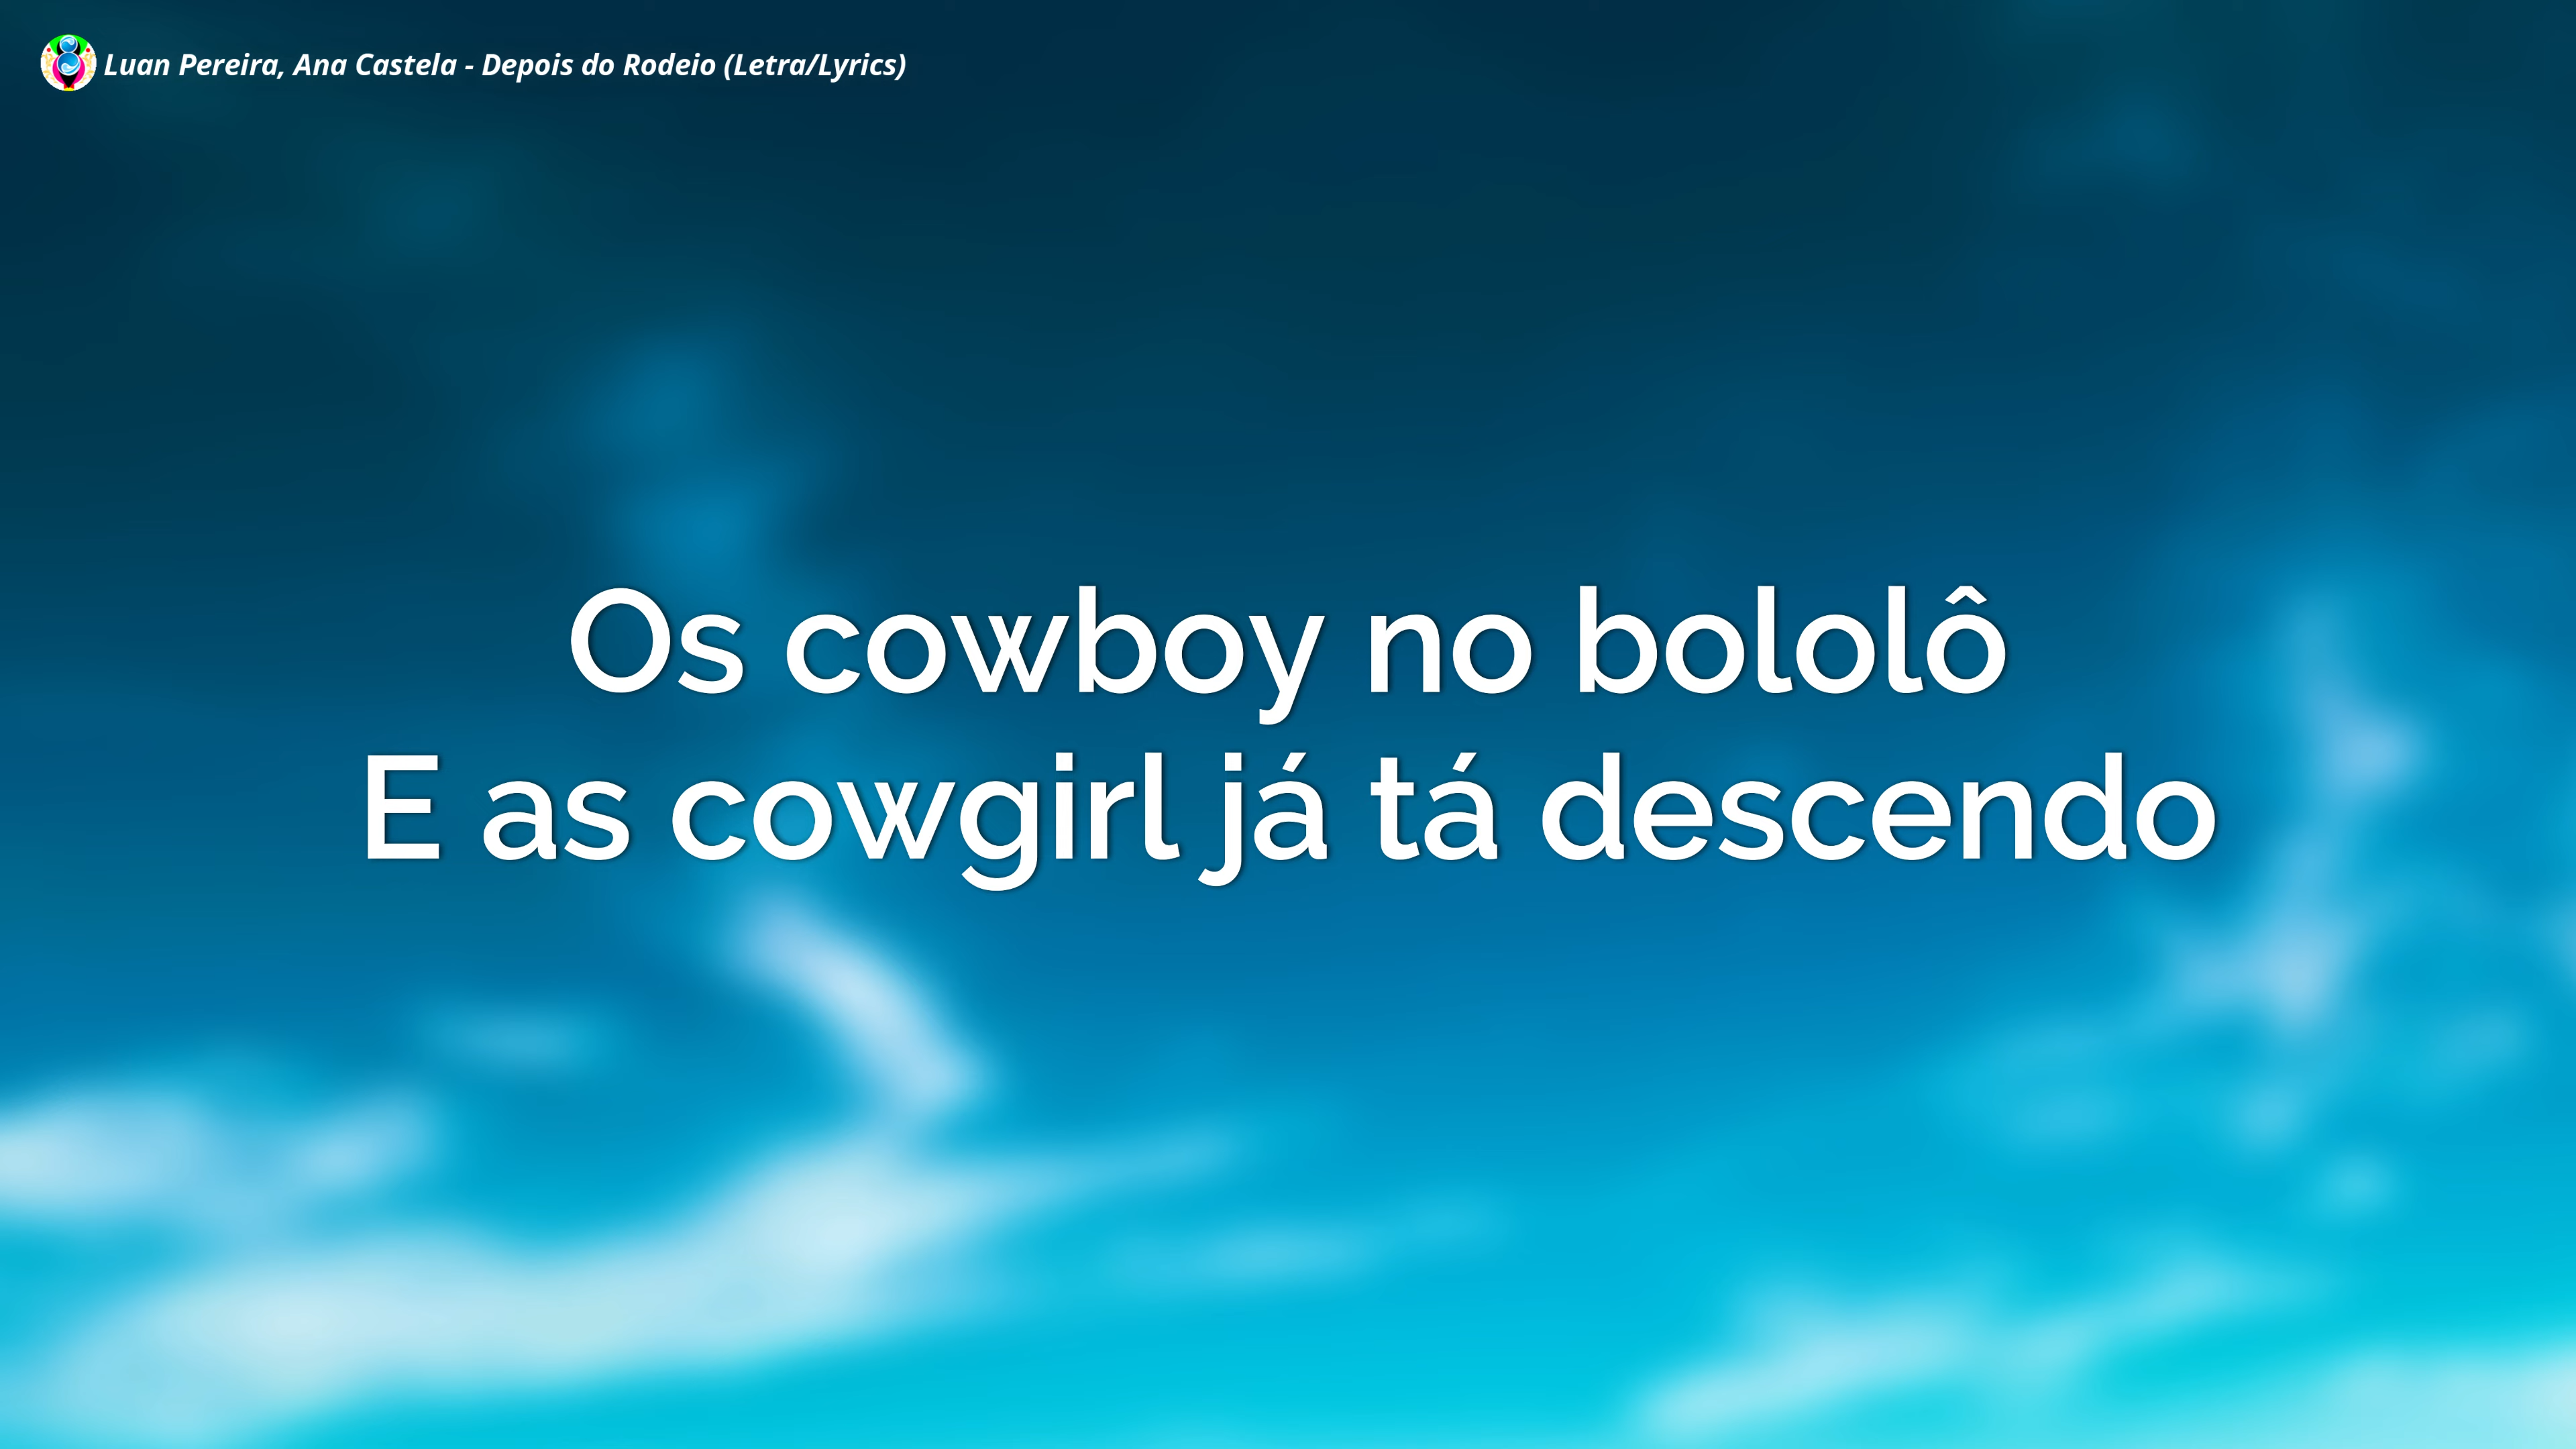 Luan Pereira, Ana Castela - Depois do Rodeio (Letra/Lyrics)
Os cowboy no bololô
E as cowgirl já tá descendo